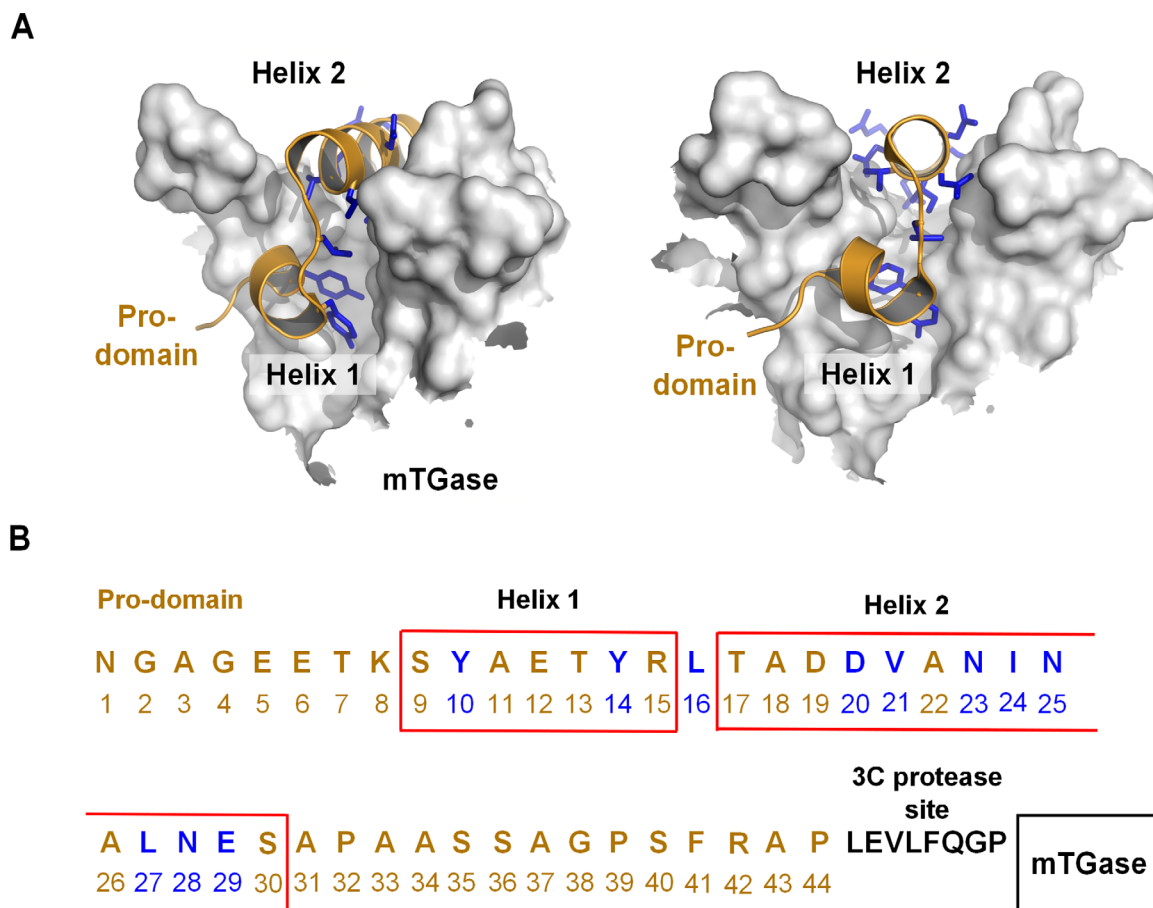 A
Helix 2
Helix 2
Pro-
domain
Helix 1
Pro-
domain
Helix 1
mTGase
B
Pro-domain
Helix 1
Helix 2
N G A G E E T K S Y A E T Y R L T A D D V A N I N
1 2 3 4 5 6 7 8 9 10 11 12 13 14 15 16 17 18 19 20 21 22 23 24 25
3C protease
site
A L N E S A P A A S S A G P S F R A P LEVLFQGP mTGase
26 27 28 29 30 31 32 33 34 35 36 37 38 39 40 41 42 43 44